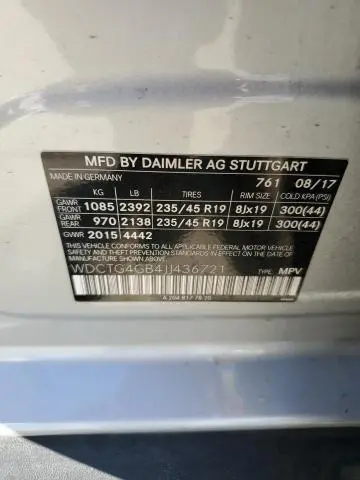 MFD BY DAIMLER AG STUTTGART
MADE IN GERMANY 761 08/17
KG LB TIRES RIM SIZE COLD KPA(PSI)
GAWR FRONT 1085 2392 235/45 R19 8Jx19 300(44)
GAWR REAR 970 2138 235/45 R19 8Jx19 300(44)
GVWR 2015 4442
THIS VEHICLE CONFORMS TO ALL APPLICABLE U.S. FEDERAL MOTOR
VEHICLE SAFETY AND THEFT PREVENTION STANDARDS IN EFFECT
ON THE DATE OF MANUFACTURE SHOWN ABOVE.
WDCTG4GB4JJ436721 TYPE: MPV